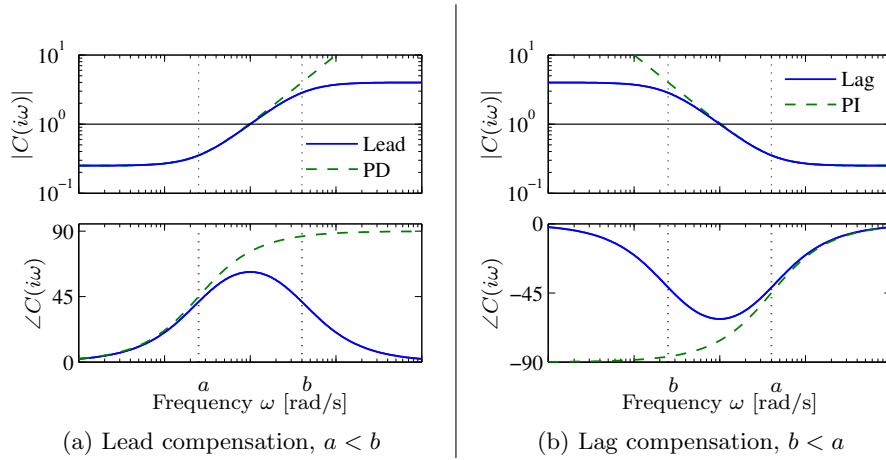 10^1
10^0
10^{-1}
|C(iω)|
Lead
PD
90
45
0
∠C(iω)
a
b
Frequency ω [rad/s]
(a) Lead compensation, a < b
10^1
10^0
10^{-1}
|C(iω)|
Lag
PI
0
−45
−90
∠C(iω)
b
a
Frequency ω [rad/s]
(b) Lag compensation, b < a